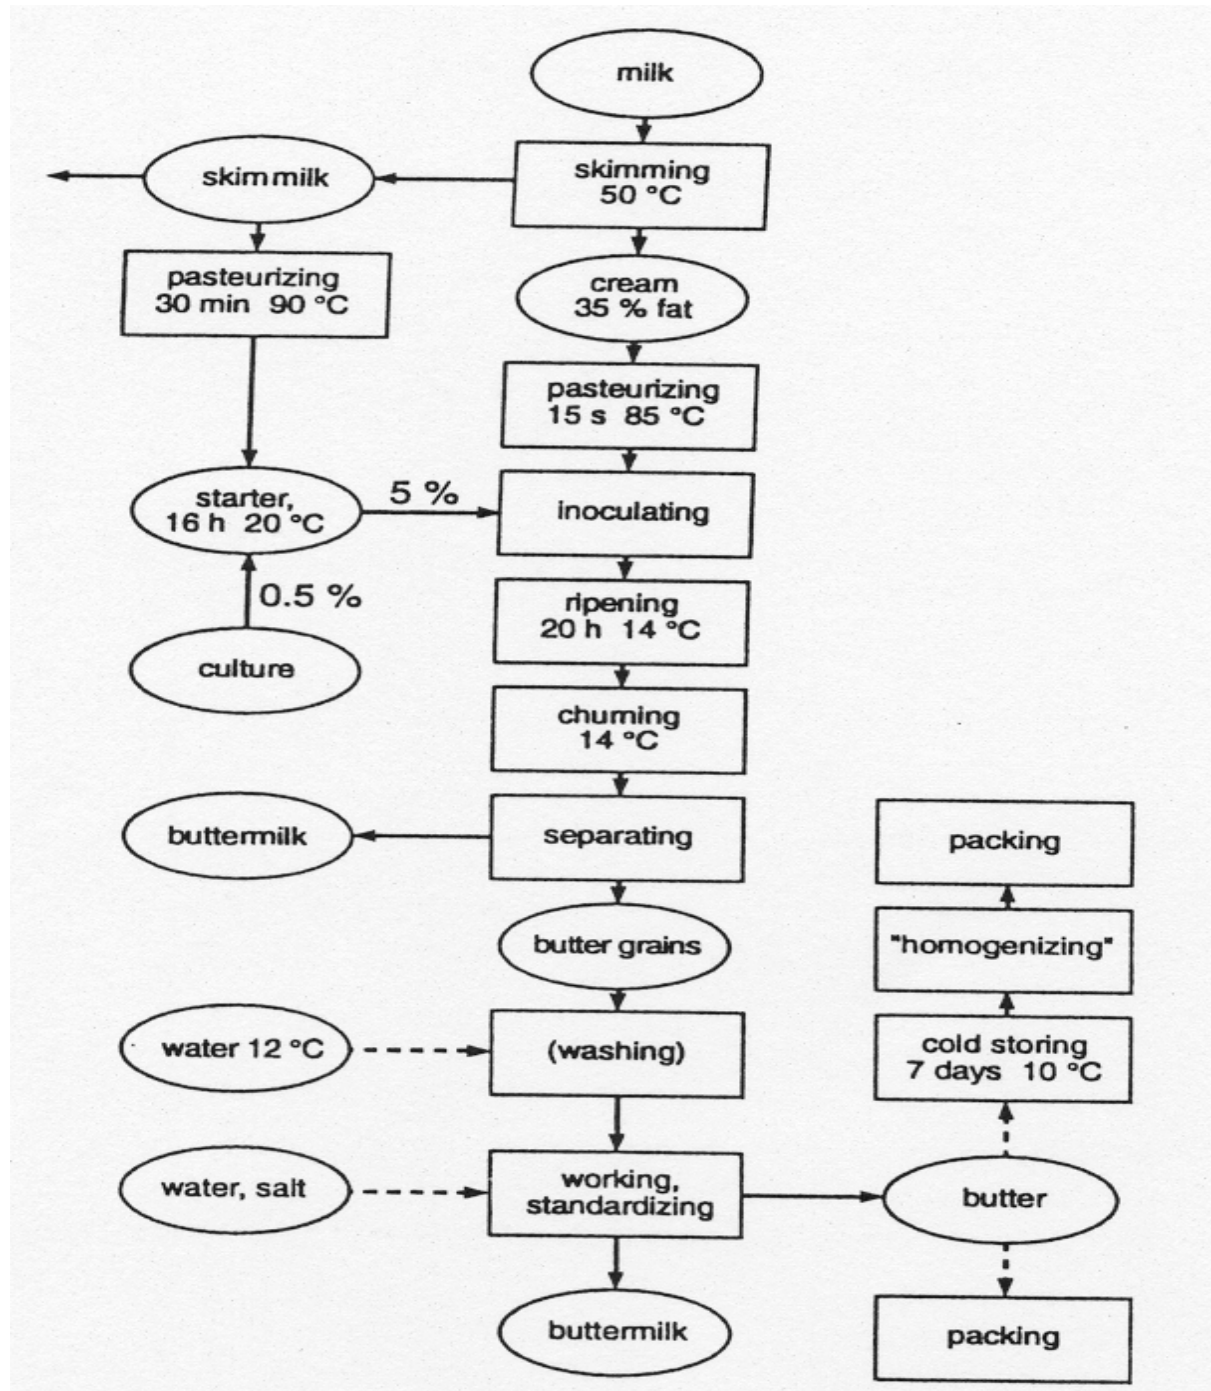 milk
skimming
50 °C
skim milk
pasteurizing
30 min 90 °C
cream
35 % fat
pasteurizing
15 s 85 °C
starter,
16 h 20 °C
5 %
inoculating
0.5 %
culture
ripening
20 h 14 °C
churning
14 °C
buttermilk
separating
packing
butter grains
"homogenizing"
water 12 °C
(washing)
cold storing
7 days 10 °C
water, salt
working,
standardizing
butter
buttermilk
packing